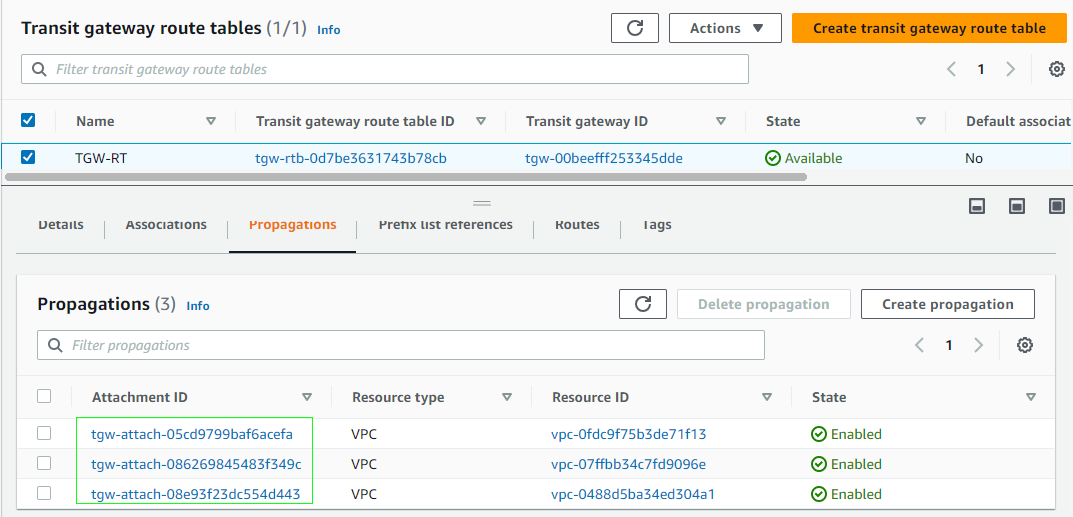 Transit gateway route tables (1/1) Info Actions Create transit gateway route table
Filter transit gateway route tables 1
Name Transit gateway route table ID Transit gateway ID State Default associat
TGW-RT tgw-rtb-0d7be3631743b78cb tgw-00beefff253345dde Available No
Details Associations Propagations Prefix list references Routes Tags
Propagations (3) Info Delete propagation Create propagation
Filter propagations 1
Attachment ID Resource type Resource ID State
tgw-attach-05cd9799baf6acefa VPC vpc-0fdc9f75b3de71f13 Enabled
tgw-attach-086269845483f349c VPC vpc-07ffbb34c7fd9096e Enabled
tgw-attach-08e93f23dc554d443 VPC vpc-0488d5ba34ed304a1 Enabled